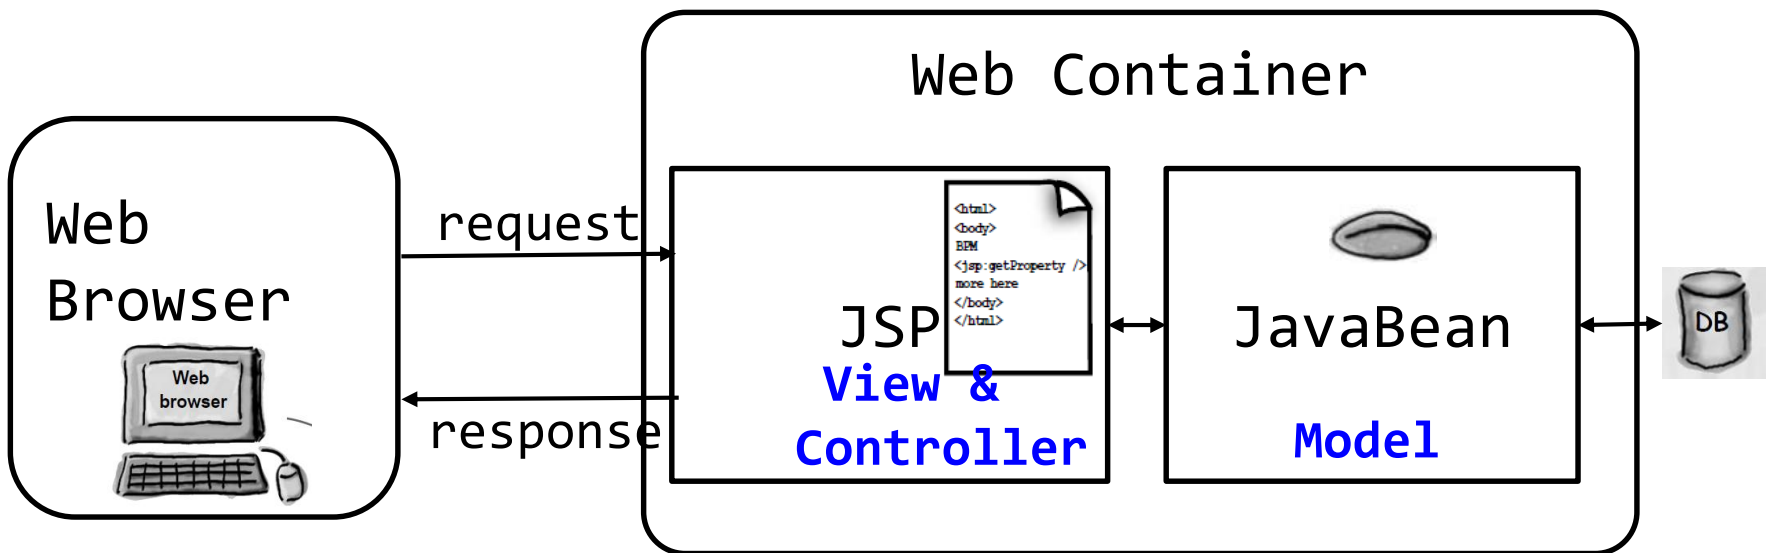 Web Container
Web
Browser
Web
browser
request
response
<html>
<body>
BPM
<jsp:getProperty />
more here
</body>
</html>
JSP
View &
Controller
JavaBean
Model
DB